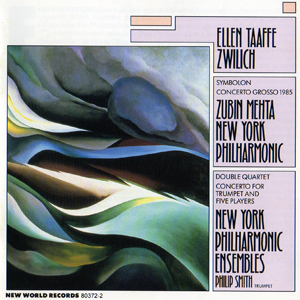 ELLEN TAAFFE
ZWILICH
SYMBOLON
CONCERTO GROSSO 1985
ZUBIN MEHTA
NEW YORK
PHILHARMONIC
DOUBLE QUARTET
CONCERTO FOR
TRUMPET AND
FIVE PLAYERS
NEW YORK
PHILHARMONIC
ENSEMBLES
PHILIP SMITH TRUMPET
NEW WORLD RECORDS 80372-2